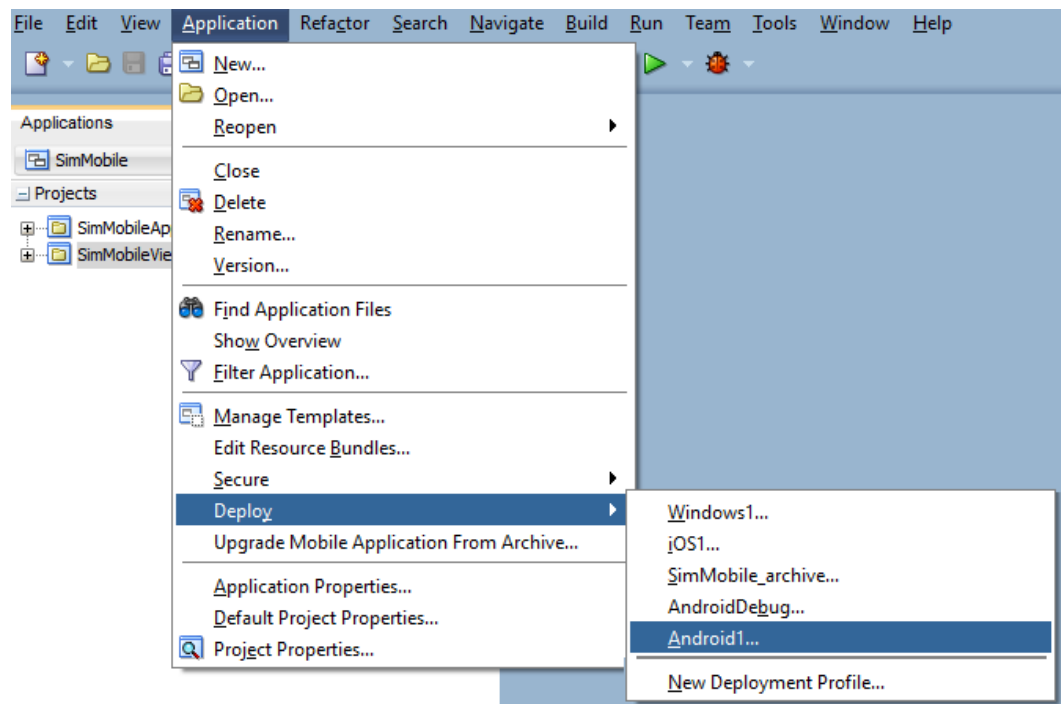 File Edit View Application Refactor Search Navigate Build Run Team Tools Window Help
New...
Open...
Applications
Reopen
SimMobile
Close
Projects
Delete
SimMobileAp
Rename...
SimMobileVie
Version...
Find Application Files
Show Overview
Filter Application...
Manage Templates...
Edit Resource Bundles...
Secure
Deploy
Upgrade Mobile Application From Archive...
Application Properties...
Default Project Properties...
Project Properties...
Windows1...
iOS1...
SimMobile_archive...
AndroidDebug...
Android1...
New Deployment Profile...